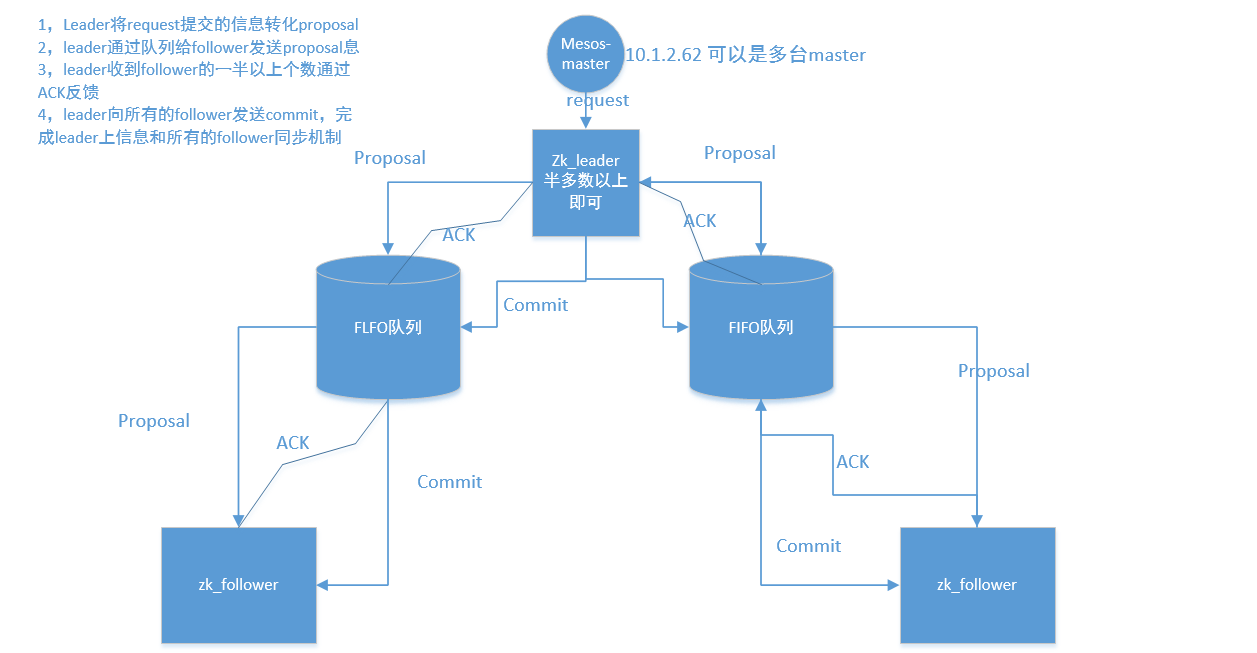 1，Leader将request提交的信息转化proposal
2，leader通过队列给follower发送proposal息
3，leader收到follower的一半以上个数通过
ACK反馈
4，leader向所有的follower发送commit，完
成leader上信息和所有的follower同步机制
Mesos-
master
10.1.2.62 可以是多台master
request
Zk_leader
半多数以上
即可
Proposal
Proposal
ACK
ACK
Commit
FLFO队列
FIFO队列
Proposal
Proposal
ACK
ACK
Commit
Commit
zk_follower
zk_follower